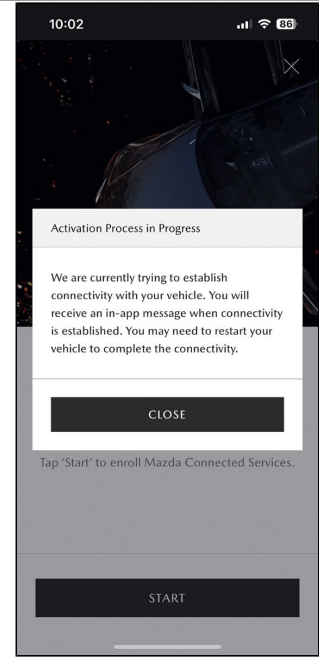 10:02
86
Activation Process in Progress
We are currently trying to establish
connectivity with your vehicle. You will
receive an in-app message when connectivity
is established. You may need to restart your
vehicle to complete the connectivity.
CLOSE
Tap ‘Start’ to enroll Mazda Connected Services.
START